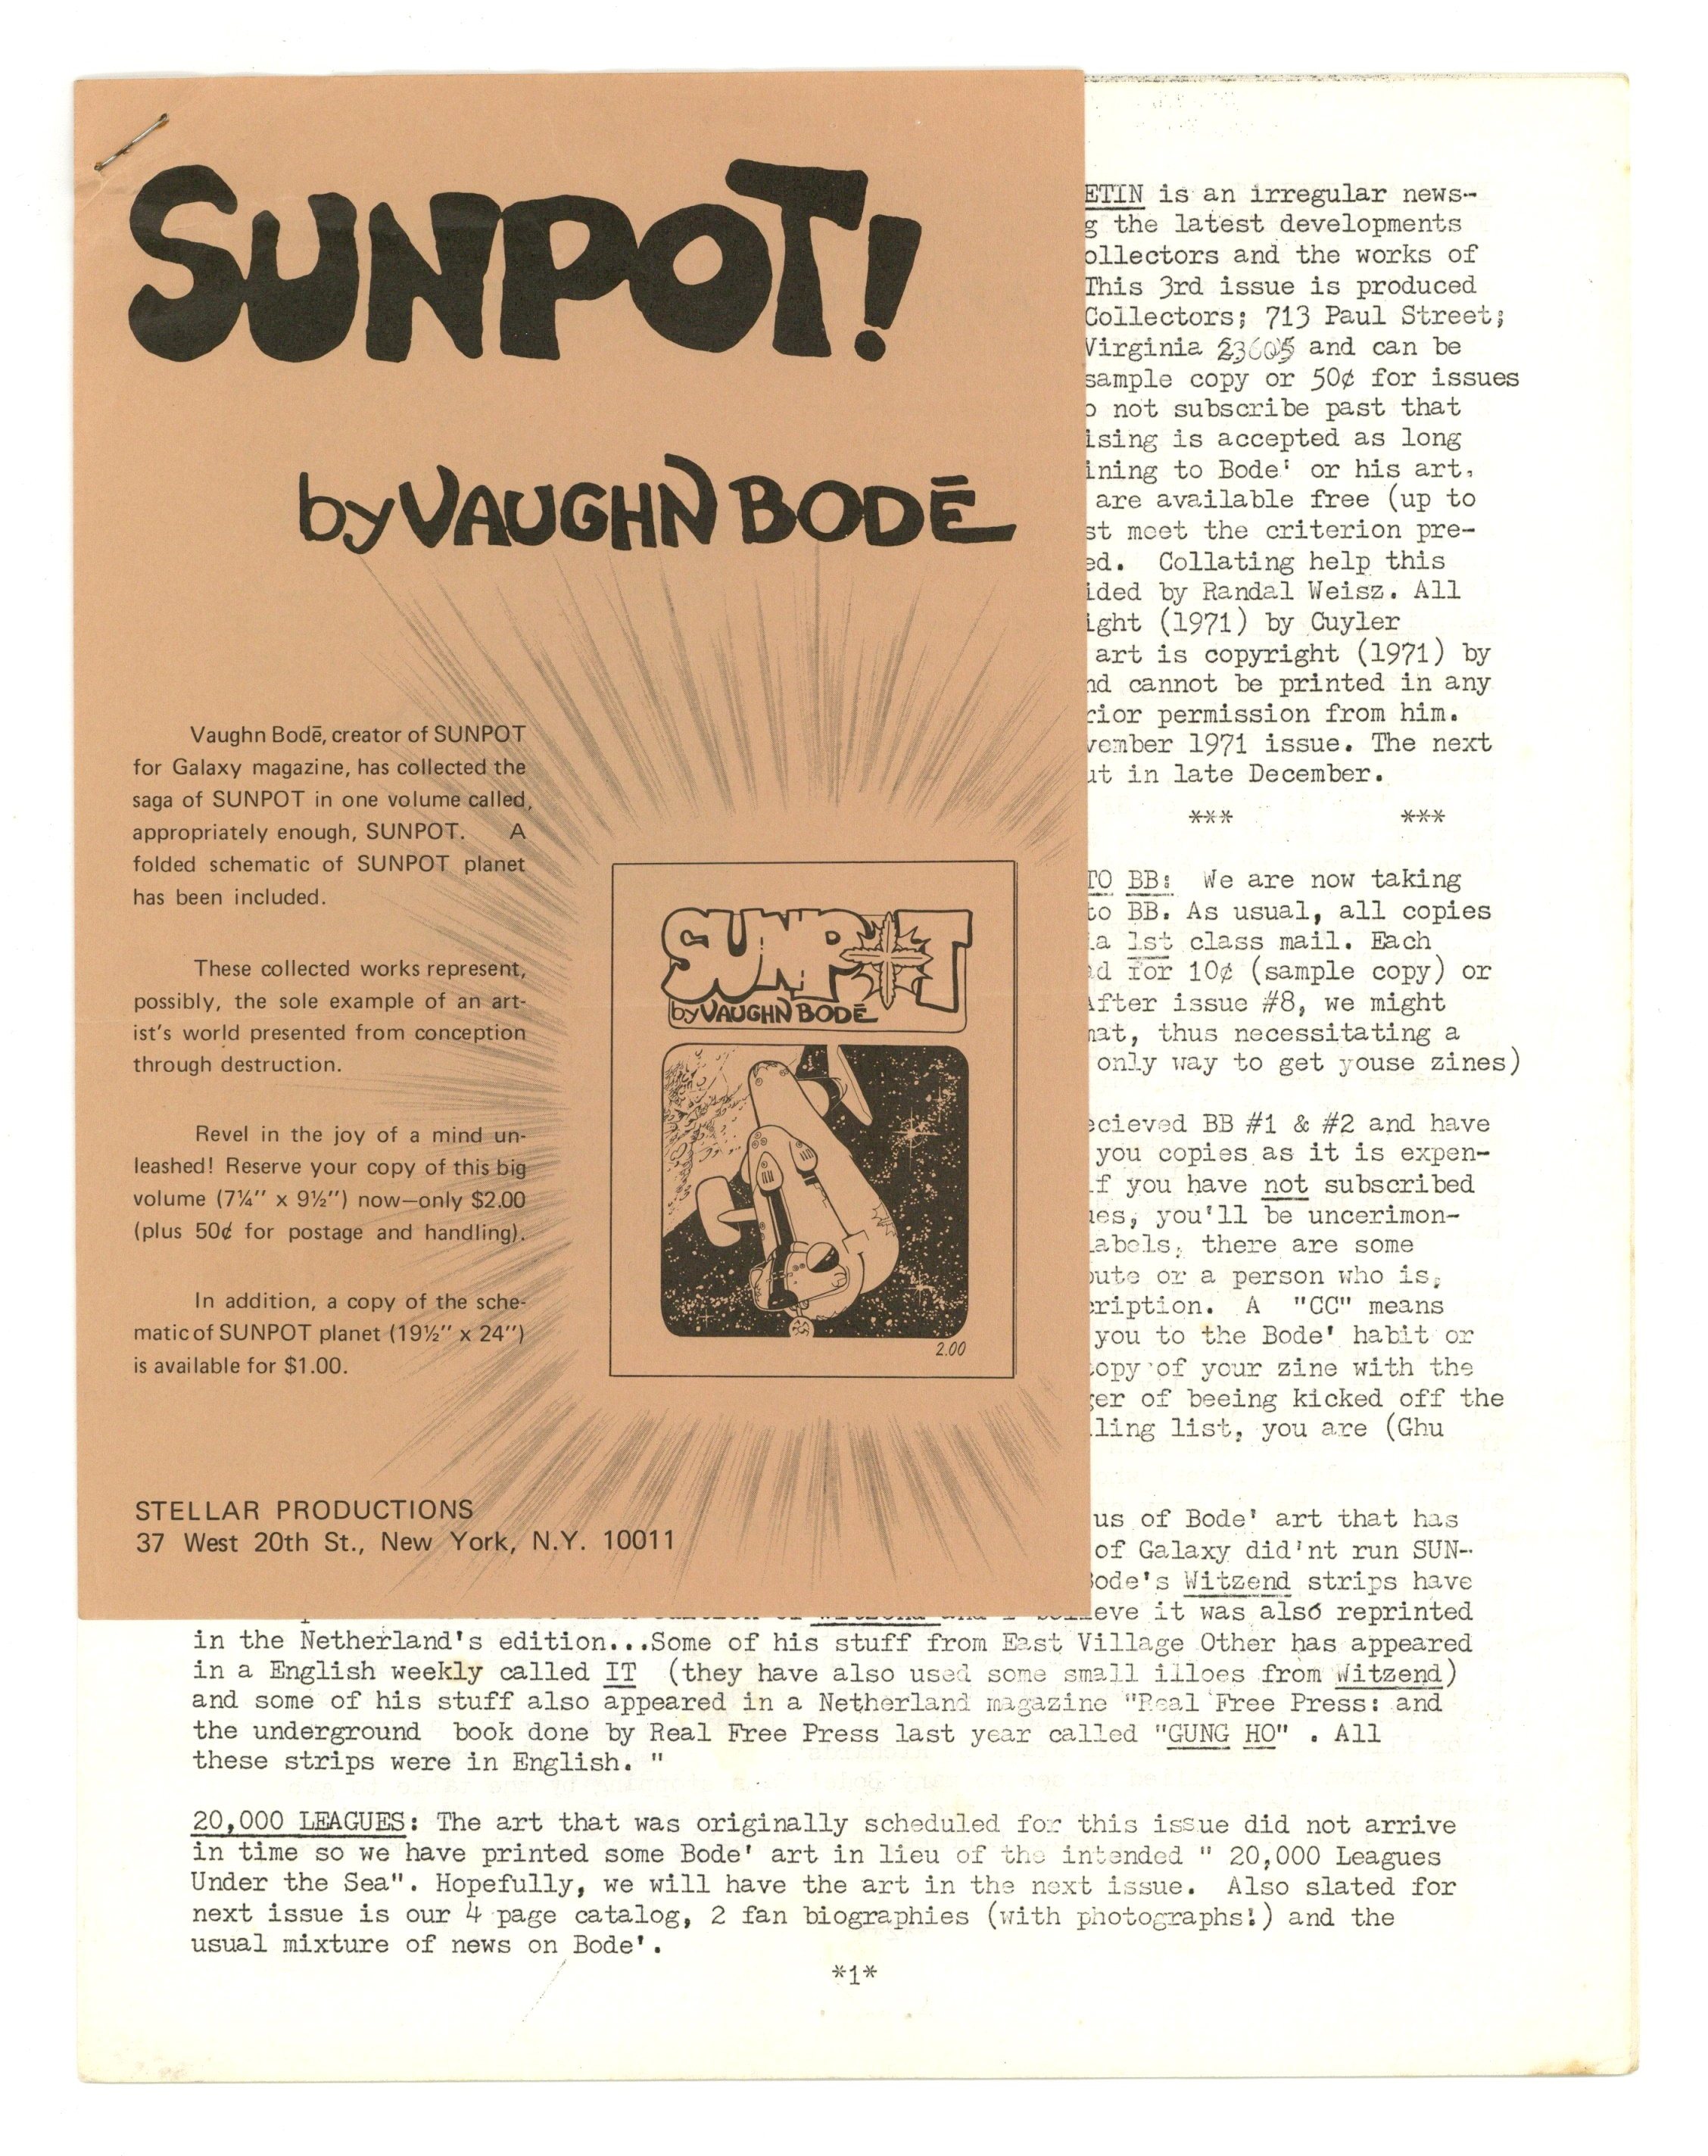 SUNPOT!
by VAUGHN BODĒ
Vaughn Bodē, creator of SUNPOT
for Galaxy magazine, has collected the
saga of SUNPOT in one volume called,
appropriately enough, SUNPOT. A
folded schematic of SUNPOT planet
has been included.
These collected works represent,
possibly, the sole example of an art-
ist's world presented from conception
through destruction.
Revel in the joy of a mind un-
leashed! Reserve your copy of this big
volume (7¼" x 9½") now—only $2.00
(plus 50¢ for postage and handling).
In addition, a copy of the sche-
matic of SUNPOT planet (19½" x 24")
is available for $1.00.
SUNPOT
by VAUGHN BODĒ
2.00
STELLAR PRODUCTIONS
37 West 20th St., New York, N.Y. 10011
ETIN is an irregular news-
g the latest developments
ollectors and the works of
This 3rd issue is produced
Collectors; 713 Paul Street;
Virginia 23605 and can be
sample copy or 50¢ for issues
o not subscribe past that
ising is accepted as long
ining to Bode' or his art.
are available free (up to
st meet the criterion pre-
ed. Collating help this
ided by Randal Weisz. All
ight (1971) by Cuyler
art is copyright (1971) by
nd cannot be printed in any
rior permission from him.
vember 1971 issue. The next
ut in late December.
*** ***
TO BB: We are now taking
to BB. As usual, all copies
a 1st class mail. Each
d for 10¢ (sample copy) or
After issue #8, we might
mat, thus necessitating a
only way to get youse zines)
ecieved BB #1 & #2 and have
you copies as it is expen-
f you have not subscribed
ues, you'll be uncerimon-
labels, there are some
bute or a person who is,
cription. A "CC" means
you to the Bode' habit or
copy of your zine with the
ger of beeing kicked off the
ling list, you are (Ghu
us of Bode' art that has
of Galaxy did'nt run SUN-
Bode's Witzend strips have
Witzend and I believe it was also reprinted
in the Netherland's edition...Some of his stuff from East Village Other has appeared
in a English weekly called IT (they have also used some small illoes from Witzend)
and some of his stuff also appeared in a Netherland magazine "Real Free Press: and
the underground book done by Real Free Press last year called "GUNG HO" . All
these strips were in English. "
20,000 LEAGUES: The art that was originally scheduled for this issue did not arrive
in time so we have printed some Bode' art in lieu of the intended " 20,000 Leagues
Under the Sea". Hopefully, we will have the art in the next issue. Also slated for
next issue is our 4 page catalog, 2 fan biographies (with photographs!) and the
usual mixture of news on Bode'.
*1*